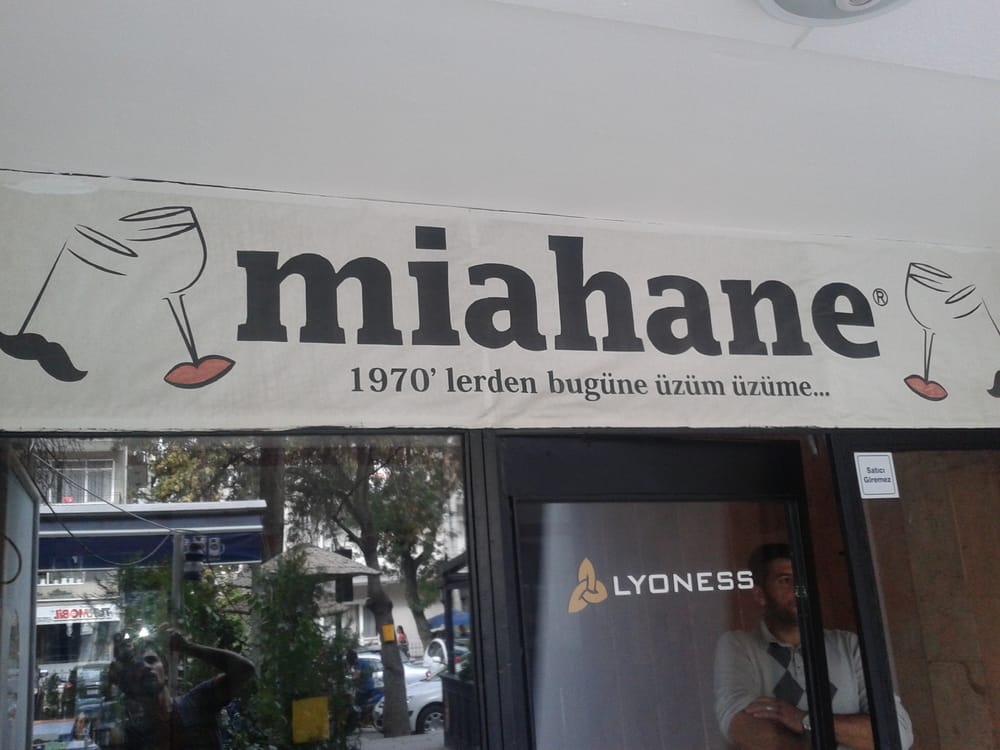 miahane®
1970' lerden bugüne üzüm üzüme...
Satıcı
Giremez
LYONESS